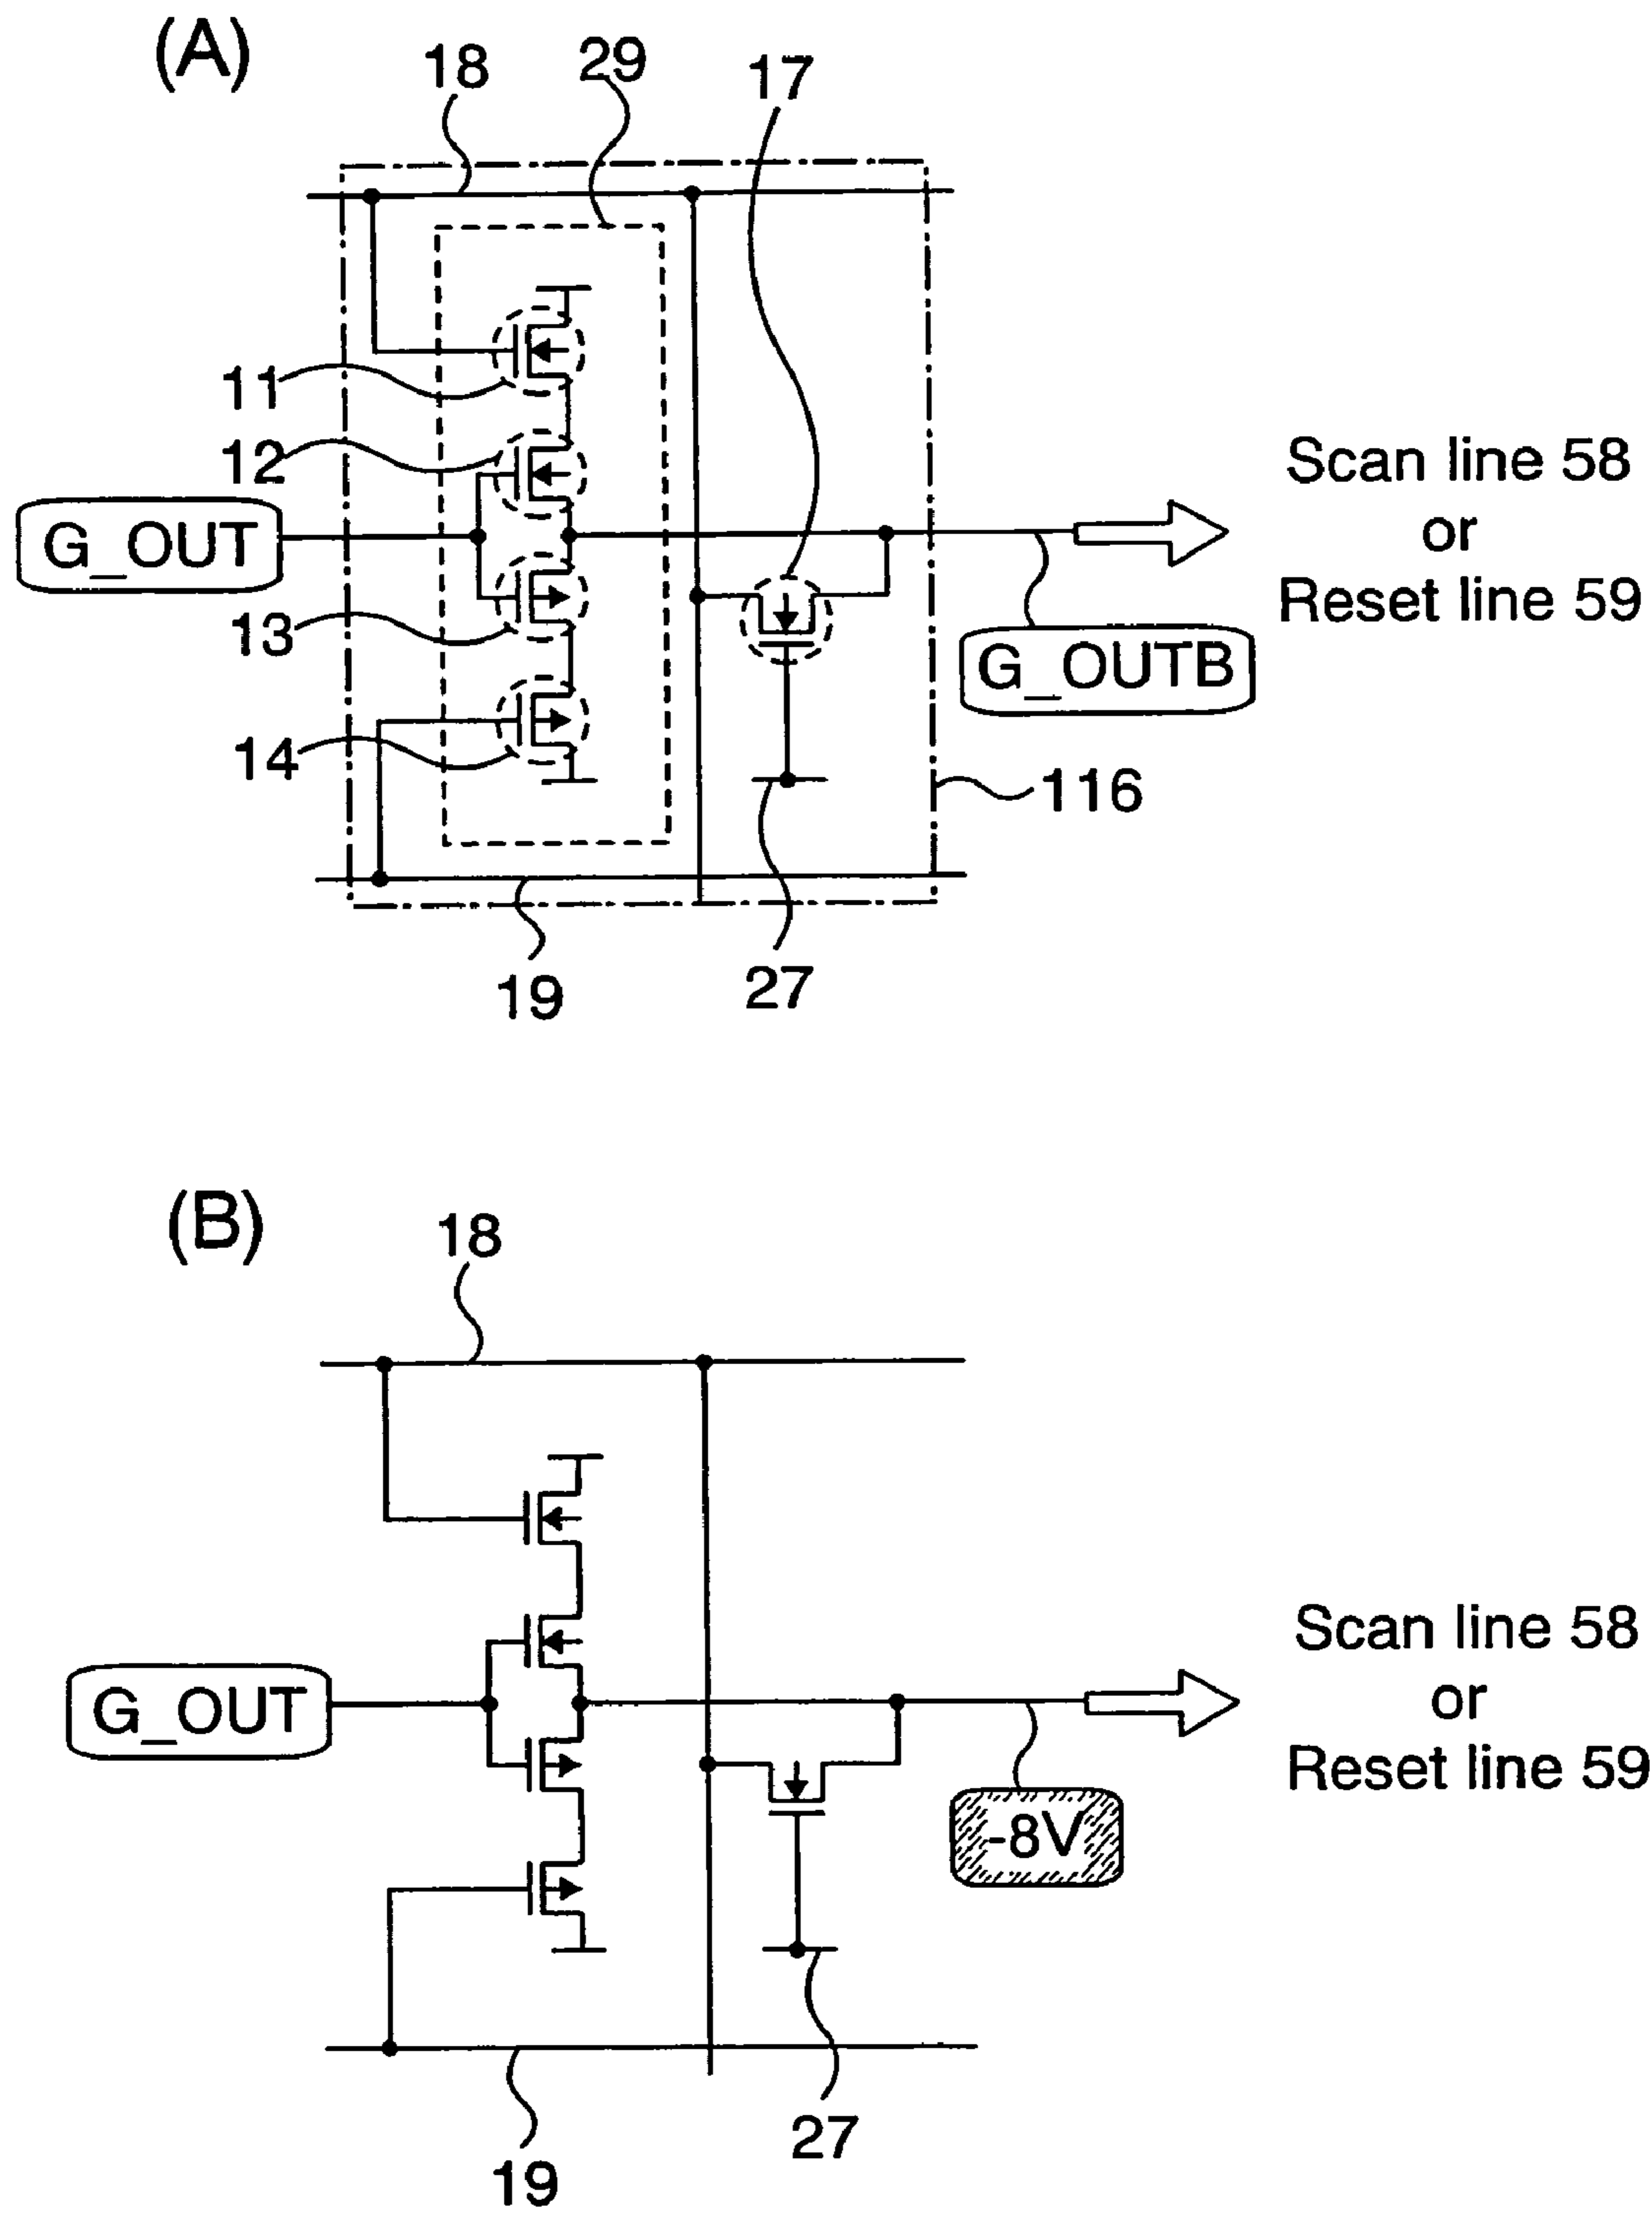 (A)
18
29
17
11
12
G_OUT
13
14
Scan line 58
or
Reset line 59
G_OUTB
116
19
27
(B)
18
G_OUT
Scan line 58
or
Reset line 59
-8V
27
19